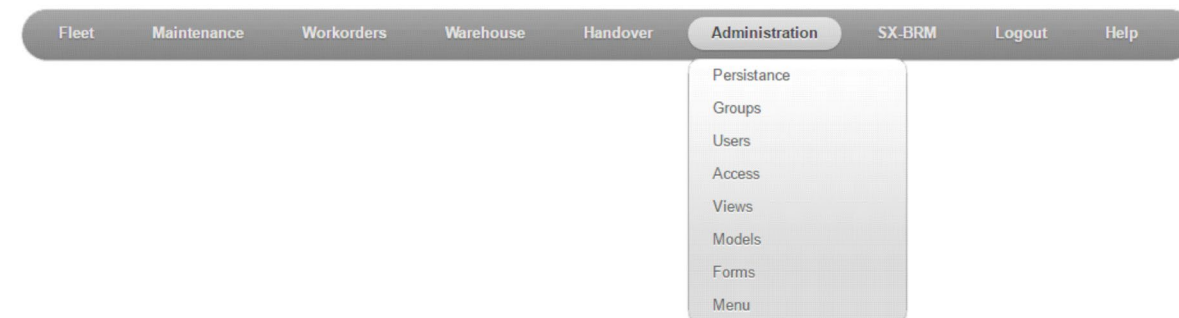 Fleet Maintenance Workorders Warehouse Handover Administration SX-BRM Logout Help
Persistance
Groups
Users
Access
Views
Models
Forms
Menu